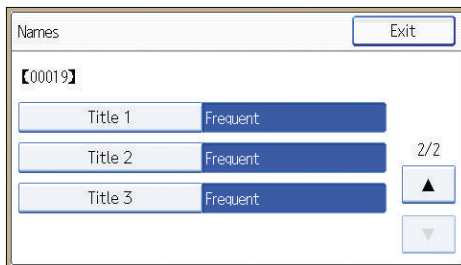 Names Exit
【00019】
Title 1 Frequent
Title 2 Frequent
2/2
Title 3 Frequent
▲
▼